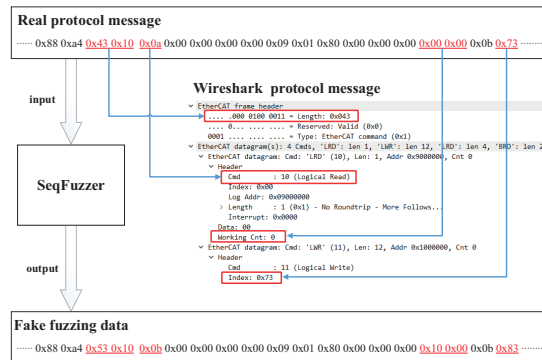 Real protocol message
······ 0x88 0xa4 0x43 0x10 0x0a 0x00 0x00 0x00 0x00 0x09 0x01 0x80 0x00 0x00 0x00 0x00 0x00 0x0b 0x73 ······
input
Wireshark protocol message
EtherCAT frame header
.... .000 0100 0011 = Length: 0x043
.... 0... .... .... = Reserved: Valid (0x0)
0001 .... .... .... = Type: EtherCAT command (0x1)
EtherCAT datagram(s): 4 Cmds, 'LRD': len 1, 'LWR': len 12, 'LRD': len 4, 'BRD': len 2
EtherCAT datagram: Cmd: 'LRD' (10), Len: 1, Addr 0x9000000, Cnt 0
Header
Cmd : 10 (Logical Read)
Index: 0x00
Log Addr: 0x09000000
Length : 1 (0x1) - No Roundtrip - More Follows...
Interrupt: 0x0000
Data: 00
Working Cnt: 0
EtherCAT datagram: Cmd: 'LWR' (11), Len: 12, Addr 0x1000000, Cnt 0
Header
Cmd : 11 (Logical Write)
Index: 0x73
SeqFuzzer
output
Fake fuzzing data
······ 0x88 0xa4 0x53 0x10 0x0b 0x00 0x00 0x00 0x00 0x09 0x01 0x80 0x00 0x00 0x00 0x10 0x00 0x0b 0x83 ······